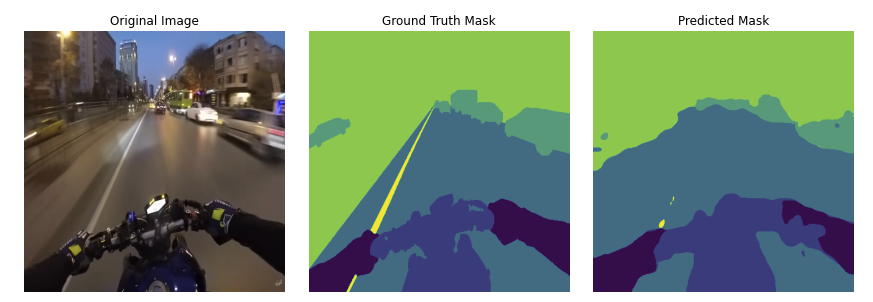 Original Image
Ground Truth Mask
Predicted Mask